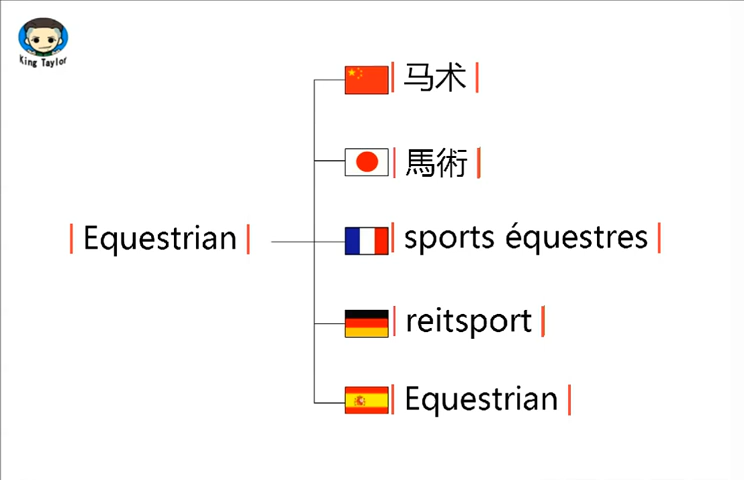 King Taylor
马术
馬術
Equestrian
sports équestres
reitsport
Equestrian